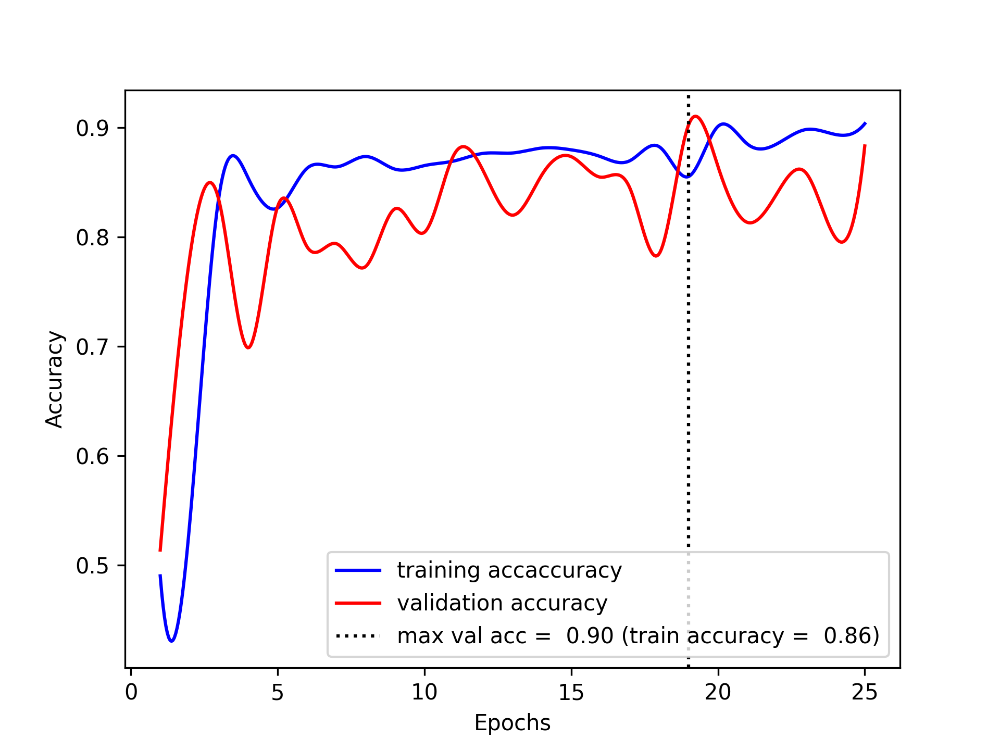 0.9
0.8
0.7
0.6
0.5
Accuracy
training accaccuracy
validation accuracy
max val acc =  0.90 (train accuracy =  0.86)
0 5 10 15 20 25
Epochs